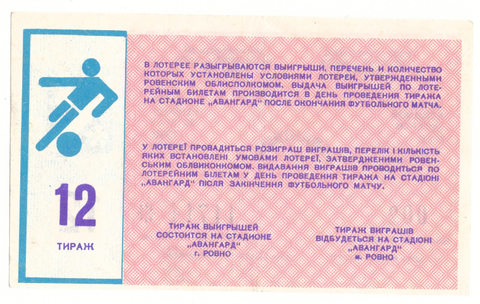 В ЛОТЕРЕЕ РАЗЫГРЫВАЮТСЯ ВЫИГРЫШИ, ПЕРЕЧЕНЬ И КОЛИЧЕСТВО
КОТОРЫХ УСТАНОВЛЕНЫ УСЛОВИЯМИ ЛОТЕРЕИ, УТВЕРЖДЕННЫМИ
РОВЕНСКИМ ОБЛИСПОЛКОМОМ. ВЫДАЧА ВЫИГРЫШЕЙ ПО ЛОТЕ-
РЕЙНЫМ БИЛЕТАМ ПРОИЗВОДИТСЯ В ДЕНЬ ПРОВЕДЕНИЯ ТИРАЖА
НА СТАДИОНЕ „АВАНГАРД" ПОСЛЕ ОКОНЧАНИЯ ФУТБОЛЬНОГО МАТЧА.
У ЛОТЕРЕЇ ПРОВАДИТЬСЯ РОЗИГРАШ ВИГРАШІВ, ПЕРЕЛІК І КІЛЬКІСТЬ
ЯКИХ ВСТАНОВЛЕНІ УМОВАМИ ЛОТЕРЕЇ, ЗАТВЕРДЖЕНИМИ РОВЕН-
СЬКИМ ОБЛВИКОНКОМОМ. ВИДАВАННЯ ВИГРАШІВ ПРОВОДИТЬСЯ ПО
ЛОТЕРЕЙНИМ БІЛЕТАМ У ДЕНЬ ПРОВЕДЕННЯ ТИРАЖА НА СТАДІОНІ
„АВАНГАРД" ПІСЛЯ ЗАКІНЧЕННЯ ФУТБОЛЬНОГО МАТЧУ.
12
ТИРАЖ
ТИРАЖ ВЫИГРЫШЕЙ
СОСТОИТСЯ НА СТАДИОНЕ
„АВАНГАРД"
г. РОВНО
ТИРАЖ ВИГРАШІВ
ВІДБУДЕТЬСЯ НА СТАДІОНІ
„АВАНГАРД"
м. РОВНО